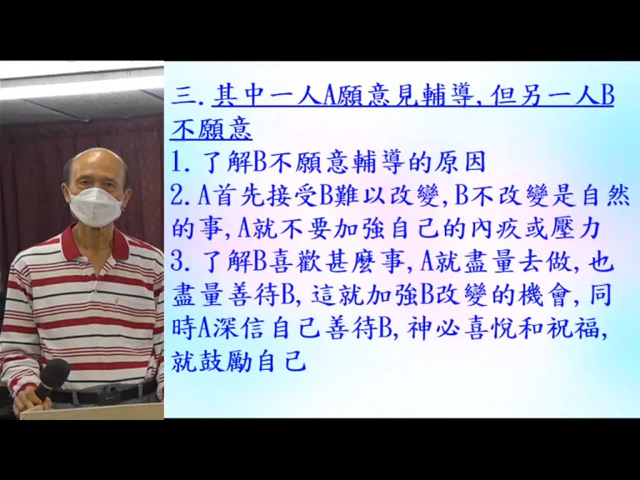 三.其中一人A願意見輔導,但另一人B
不願意
1.了解B不願意輔導的原因
2.A首先接受B難以改變,B不改變是自然
的事,A就不要加強自己的內疚或壓力
3.了解B喜歡甚麼事,A就盡量去做,也
盡量善待B,這就加強B改變的機會,同
時A深信自己善待B,神必喜悅和祝福,
就鼓勵自己